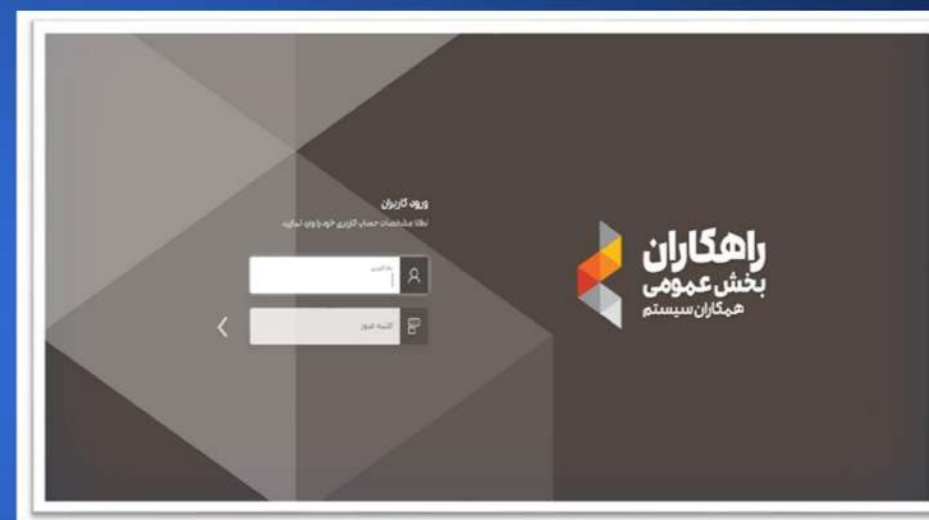 راهکاران
بخش عمومی
همکاران سیستم
ورود کاربران
لطفا مشخصات حساب کاربری خود را وارد نمایید
نام کاربری
کلمه عبور